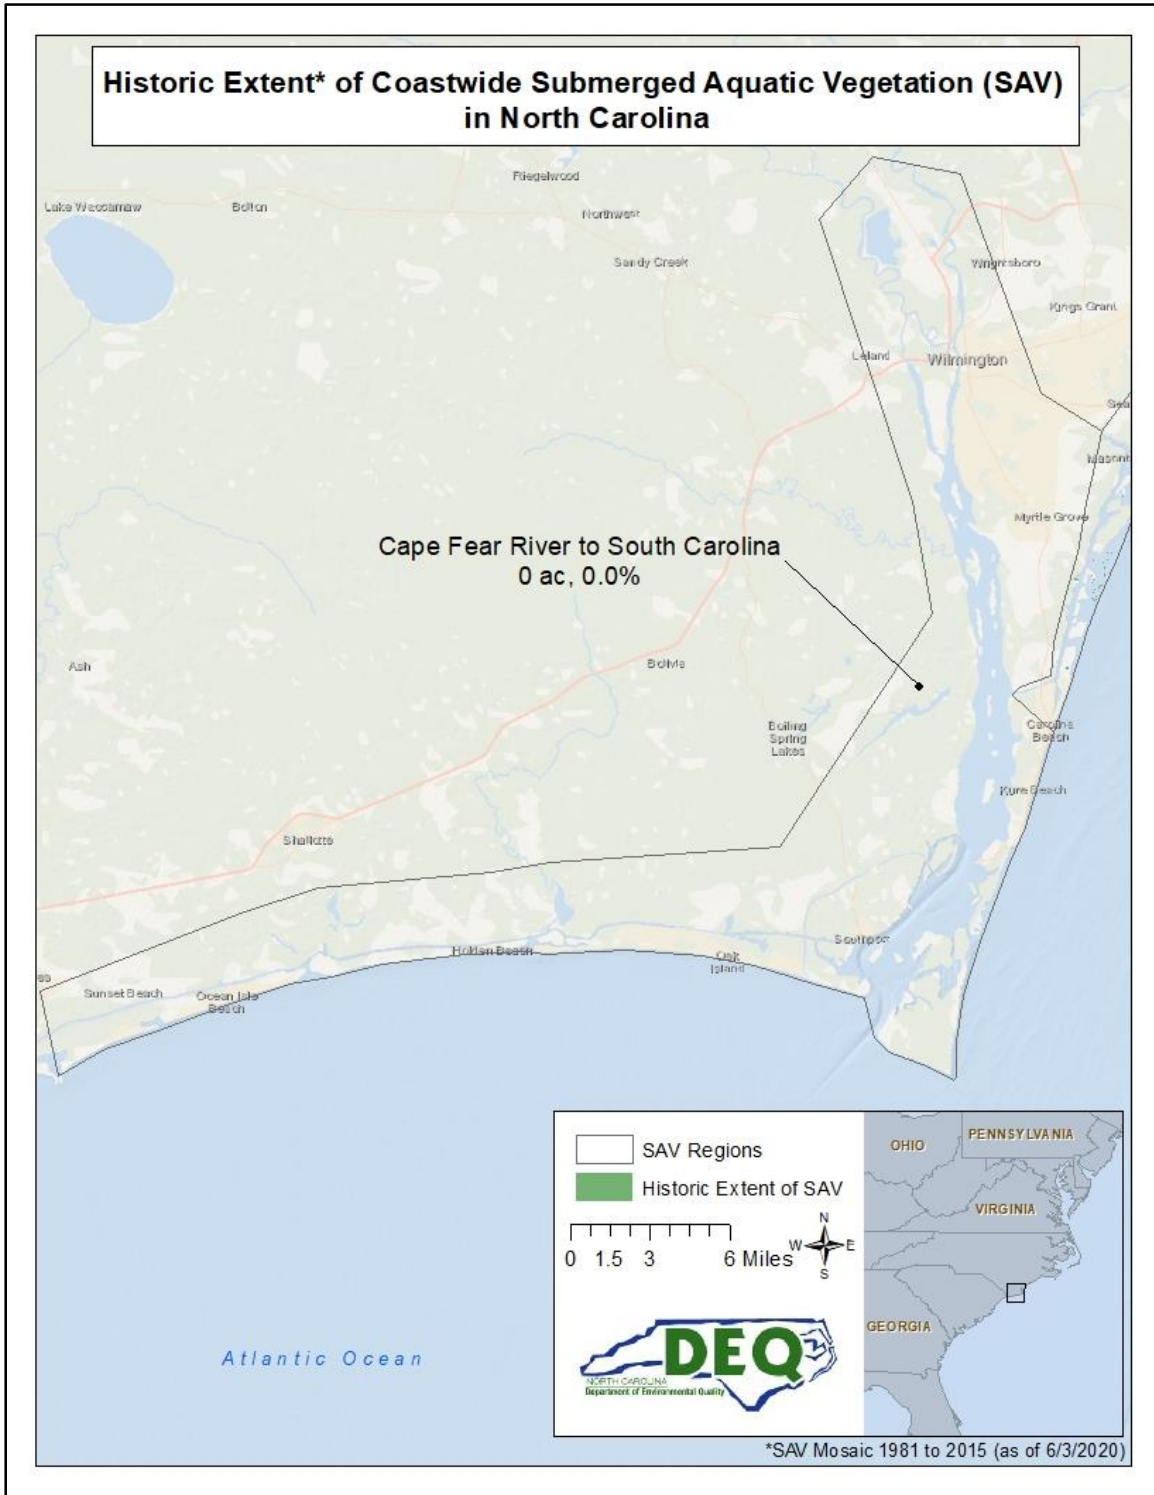 Historic Extent* of Coastwide Submerged Aquatic Vegetation (SAV)
in North Carolina
Riegelwood
Lake Waccamaw
Bolton
Northwest
Sandy Creek
Wrightsboro
Kings Grant
Leland
Wilmington
Sea
Masonb
Myrtle Grove
Cape Fear River to South Carolina
0 ac, 0.0%
Ash
Bolivia
Boiling
Spring
Lakes
Carolina
Beach
Kure Beach
Shallotte
Southport
Holden Beach
Oak
Island
Sunset Beach
Ocean Isle
Beach
SAV Regions
Historic Extent of SAV
0 1.5 3 6 Miles
N
W E
S
OHIO
PENNSYLVANIA
VIRGINIA
GEORGIA
DEQ
NORTH CAROLINA
Department of Environmental Quality
Atlantic Ocean
*SAV Mosaic 1981 to 2015 (as of 6/3/2020)